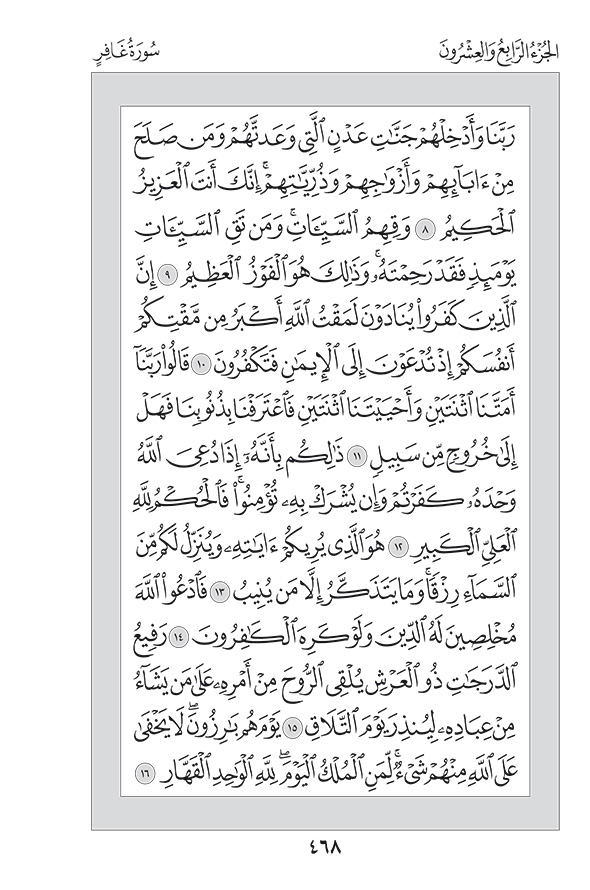 الجُزْءُ الرَّابِعُ وَالعِشْرُونَ
سُورَةُ غَافِرٍ
رَبَّنَا وَأَدۡخِلۡهُمۡ جَنَّٰتِ عَدۡنٍ ٱلَّتِي وَعَدتَّهُمۡ وَمَن صَلَحَ
مِنۡ ءَابَآئِهِمۡ وَأَزۡوَٰجِهِمۡ وَذُرِّيَّٰتِهِمۡۚ إِنَّكَ أَنتَ ٱلۡعَزِيزُ
ٱلۡحَكِيمُ ٨ وَقِهِمُ ٱلسَّيِّـَٔاتِۚ وَمَن تَقِ ٱلسَّيِّـَٔاتِ
يَوۡمَئِذٖ فَقَدۡ رَحِمۡتَهُۥۚ وَذَٰلِكَ هُوَ ٱلۡفَوۡزُ ٱلۡعَظِيمُ ٩ إِنَّ
ٱلَّذِينَ كَفَرُواْ يُنَادَوۡنَ لَمَقۡتُ ٱللَّهِ أَكۡبَرُ مِن مَّقۡتِكُمۡ
أَنفُسَكُمۡ إِذۡ تُدۡعَوۡنَ إِلَى ٱلۡإِيمَٰنِ فَتَكۡفُرُونَ ١٠ قَالُواْ رَبَّنَآ
أَمَتَّنَا ٱثۡنَتَيۡنِ وَأَحۡيَيۡتَنَا ٱثۡنَتَيۡنِ فَٱعۡتَرَفۡنَا بِذُنُوبِنَا فَهَلۡ
إِلَىٰ خُرُوجٖ مِّن سَبِيلٖ ١١ ذَٰلِكُم بِأَنَّهُۥٓ إِذَا دُعِيَ ٱللَّهُ
وَحۡدَهُۥ كَفَرۡتُمۡ وَإِن يُشۡرَكۡ بِهِۦ تُؤۡمِنُواْۚ فَٱلۡحُكۡمُ لِلَّهِ
ٱلۡعَلِيِّ ٱلۡكَبِيرِ ١٢ هُوَ ٱلَّذِي يُرِيكُمۡ ءَايَٰتِهِۦ وَيُنَزِّلُ لَكُم مِّنَ
ٱلسَّمَآءِ رِزۡقٗاۚ وَمَا يَتَذَكَّرُ إِلَّا مَن يُنِيبُ ١٣ فَٱدۡعُواْ ٱللَّهَ
مُخۡلِصِينَ لَهُ ٱلدِّينَ وَلَوۡ كَرِهَ ٱلۡكَٰفِرُونَ ١٤ رَفِيعُ
ٱلدَّرَجَٰتِ ذُو ٱلۡعَرۡشِ يُلۡقِي ٱلرُّوحَ مِنۡ أَمۡرِهِۦ عَلَىٰ مَن يَشَآءُ
مِنۡ عِبَادِهِۦ لِيُنذِرَ يَوۡمَ ٱلتَّلَاقِ ١٥ يَوۡمَ هُم بَٰرِزُونَۖ لَا يَخۡفَىٰ
عَلَى ٱللَّهِ مِنۡهُمۡ شَيۡءٞۚ لِّمَنِ ٱلۡمُلۡكُ ٱلۡيَوۡمَۖ لِلَّهِ ٱلۡوَٰحِدِ ٱلۡقَهَّارِ ١٦
٤٦٨